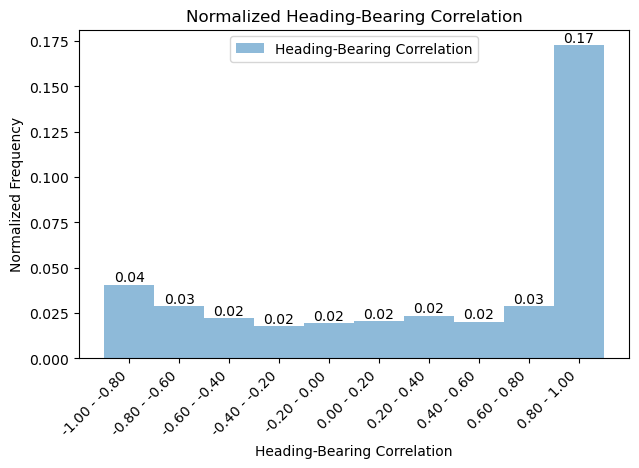 Normalized Heading-Bearing Correlation
Heading-Bearing Correlation
0.175
0.150
0.125
0.100
0.075
0.050
0.025
0.000
Normalized Frequency
0.04
0.03
0.02
0.02
0.02
0.02
0.02
0.02
0.03
0.17
-1.00 - -0.80
-0.80 - -0.60
-0.60 - -0.40
-0.40 - -0.20
-0.20 - 0.00
0.00 - 0.20
0.20 - 0.40
0.40 - 0.60
0.60 - 0.80
0.80 - 1.00
Heading-Bearing Correlation